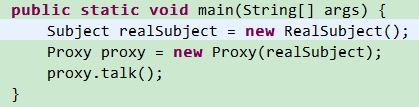 public static void main(String[] args) {
    Subject realSubject = new RealSubject();
    Proxy proxy = new Proxy(realSubject);
    proxy.talk();
}